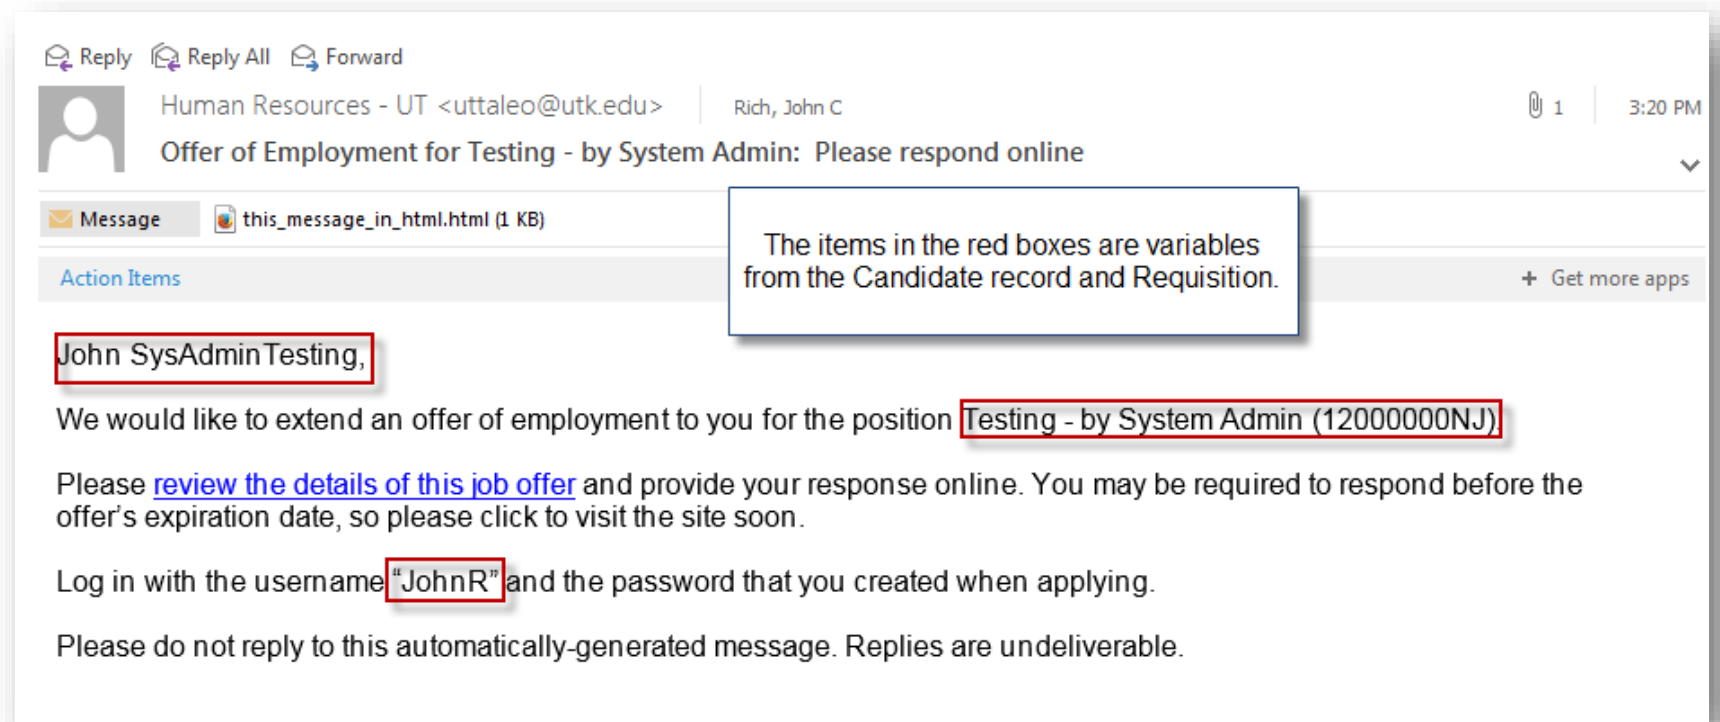 Reply Reply All Forward
Human Resources - UT <uttaleo@utk.edu> Rich, John C 1 3:20 PM
Offer of Employment for Testing - by System Admin: Please respond online
Message this_message_in_html.html (1 KB)
The items in the red boxes are variables
from the Candidate record and Requisition.
Action Items + Get more apps
John SysAdminTesting,
We would like to extend an offer of employment to you for the position Testing - by System Admin (12000000NJ).
Please review the details of this job offer and provide your response online. You may be required to respond before the
offer’s expiration date, so please click to visit the site soon.
Log in with the username “JohnR” and the password that you created when applying.
Please do not reply to this automatically-generated message. Replies are undeliverable.